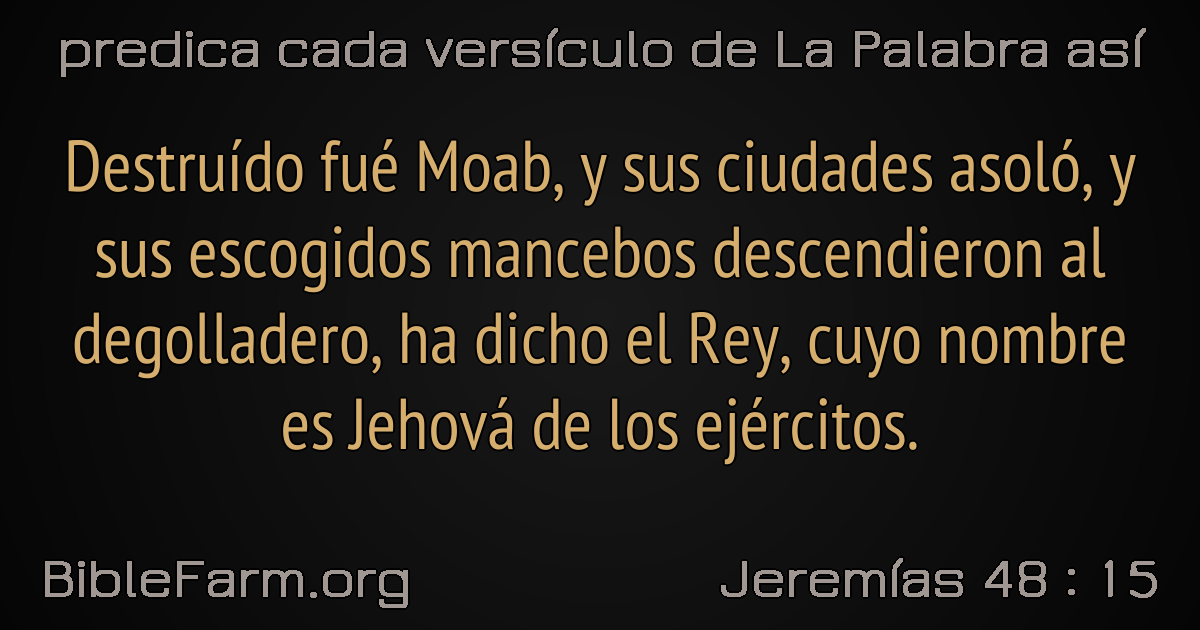 predica cada versículo de La Palabra así
Destruído fué Moab, y sus ciudades asoló, y
sus escogidos mancebos descendieron al
degolladero, ha dicho el Rey, cuyo nombre
es Jehová de los ejércitos.
BibleFarm.org
Jeremías 48 : 15